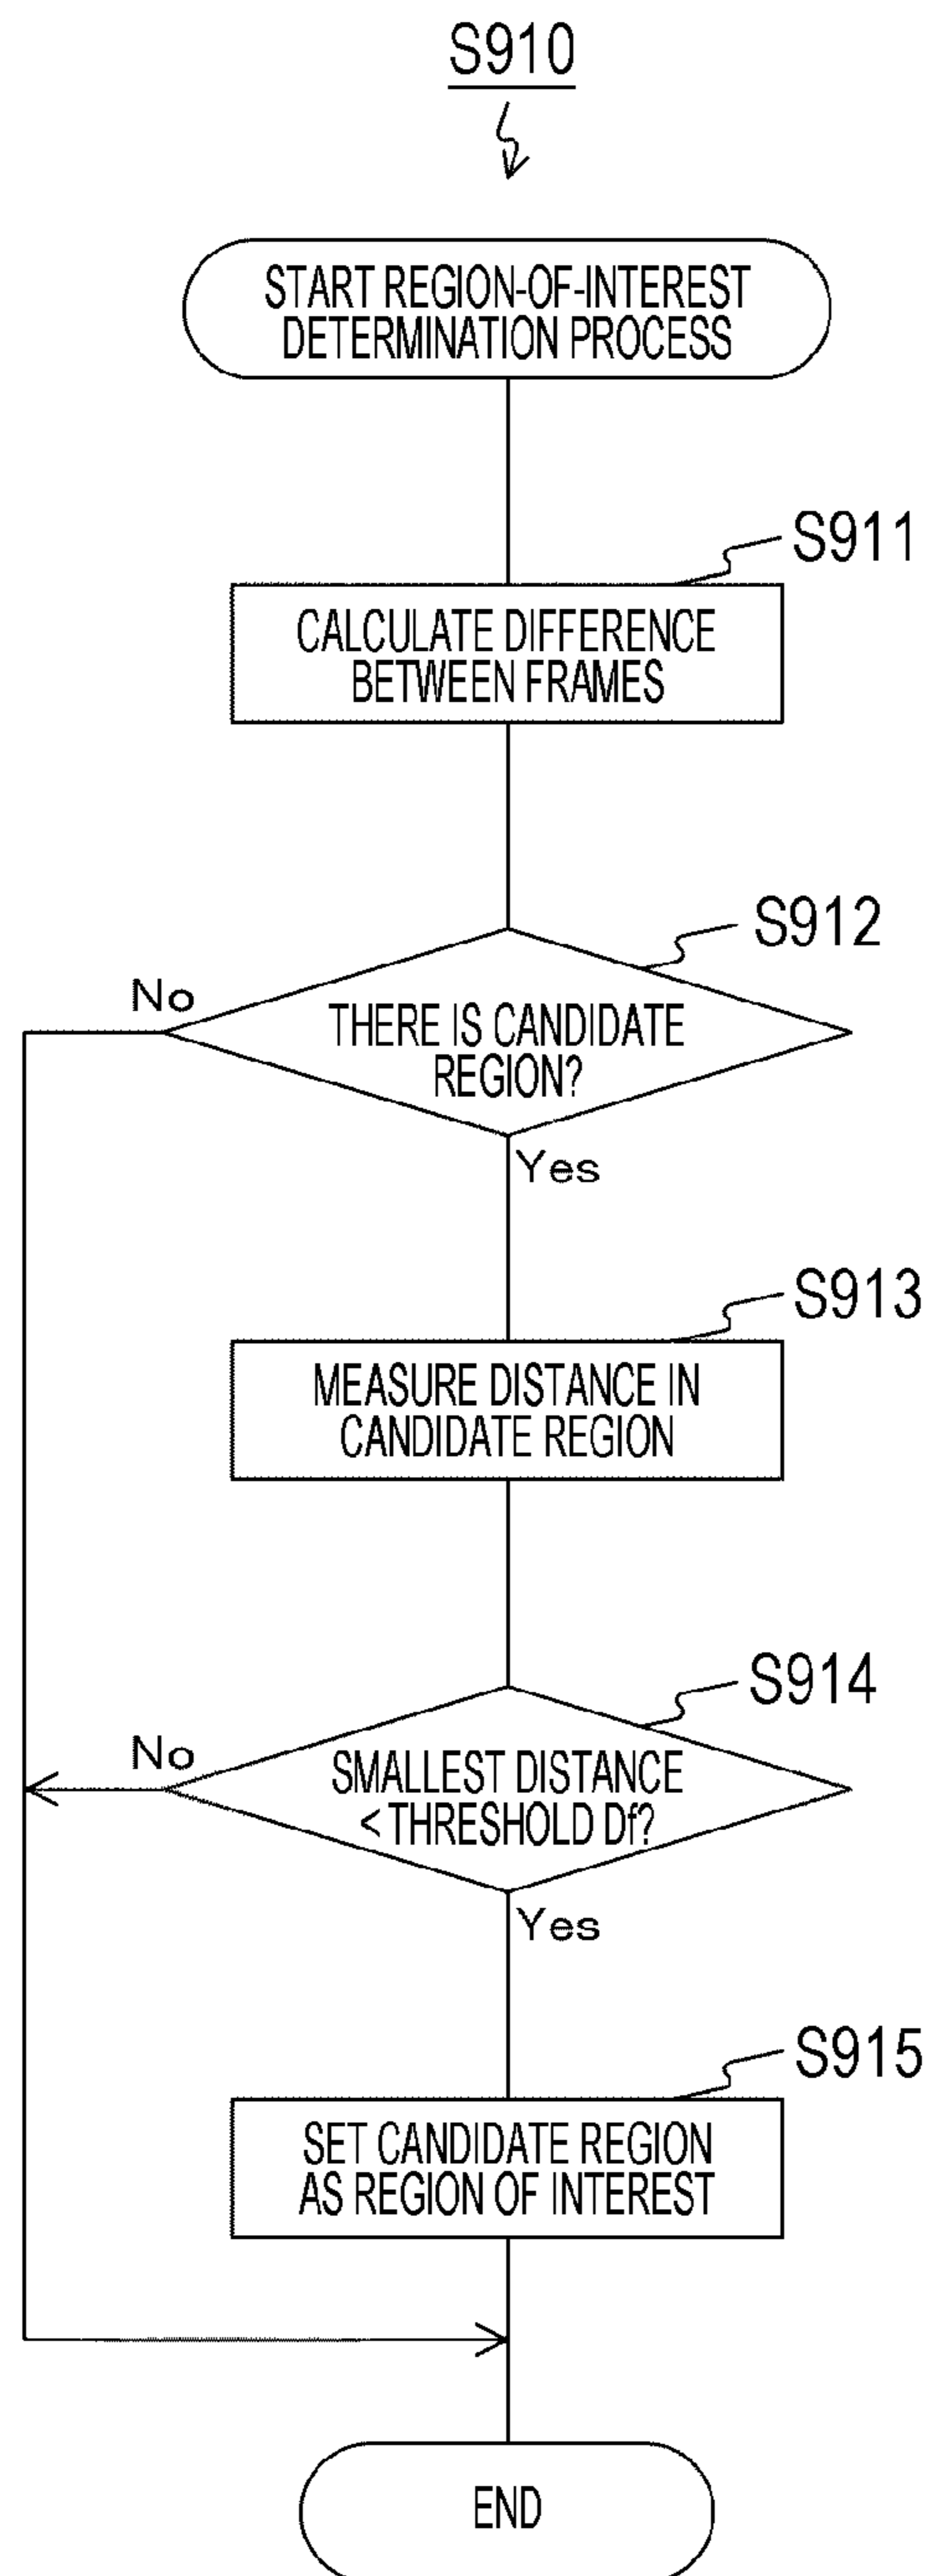 S910
START REGION-OF-INTEREST
DETERMINATION PROCESS
S911
CALCULATE DIFFERENCE
BETWEEN FRAMES
S912
No
THERE IS CANDIDATE
REGION?
Yes
S913
MEASURE DISTANCE IN
CANDIDATE REGION
S914
No
SMALLEST DISTANCE
< THRESHOLD Df?
Yes
S915
SET CANDIDATE REGION
AS REGION OF INTEREST
END